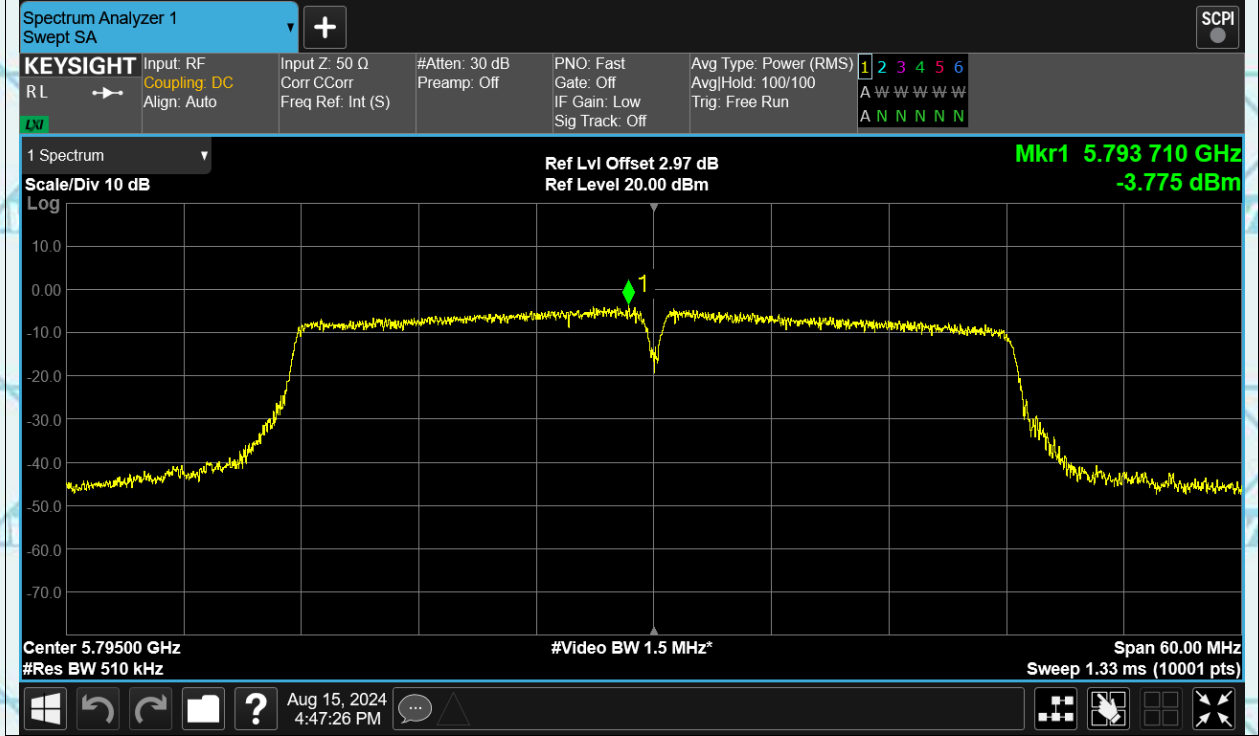 Spectrum Analyzer 1
Swept SA
SCPI
KEYSIGHT
R L
LXI
Input: RF
Coupling: DC
Align: Auto
Input Z: 50 Ω
Corr CCorr
Freq Ref: Int (S)
#Atten: 30 dB
Preamp: Off
PNO: Fast
Gate: Off
IF Gain: Low
Sig Track: Off
Avg Type: Power (RMS)
Avg|Hold: 100/100
Trig: Free Run
1 2 3 4 5 6
A W W W W W
A N N N N N
1 Spectrum
Scale/Div 10 dB
Log
Ref Lvl Offset 2.97 dB
Ref Level 20.00 dBm
Mkr1 5.793 710 GHz
-3.775 dBm
1
10.0
0.00
-10.0
-20.0
-30.0
-40.0
-50.0
-60.0
-70.0
Center 5.79500 GHz
#Res BW 510 kHz
#Video BW 1.5 MHz*
Span 60.00 MHz
Sweep 1.33 ms (10001 pts)
?
Aug 15, 2024
4:47:26 PM